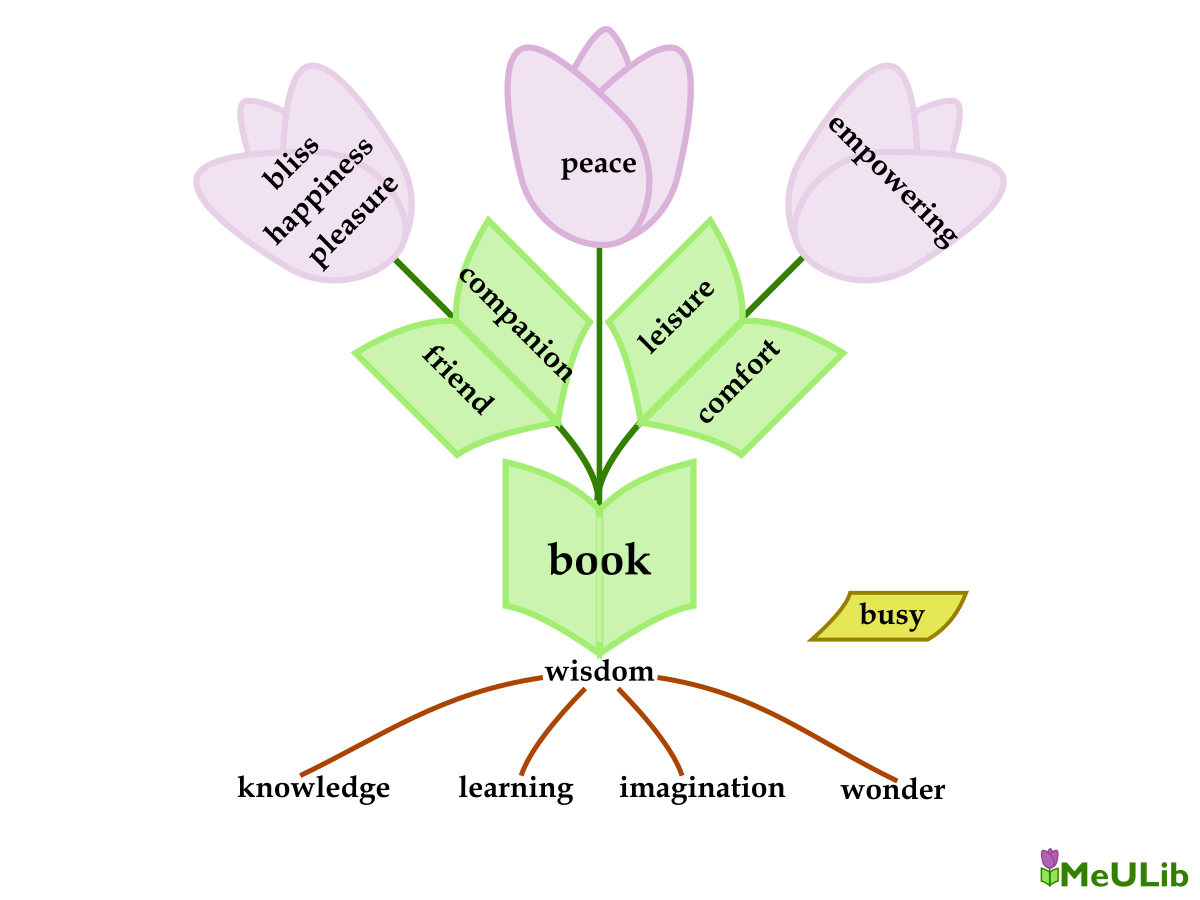 peace
bliss
happiness
pleasure
empowering
companion
friend
leisure
comfort
book
busy
wisdom
knowledge
learning
imagination
wonder
MeULib